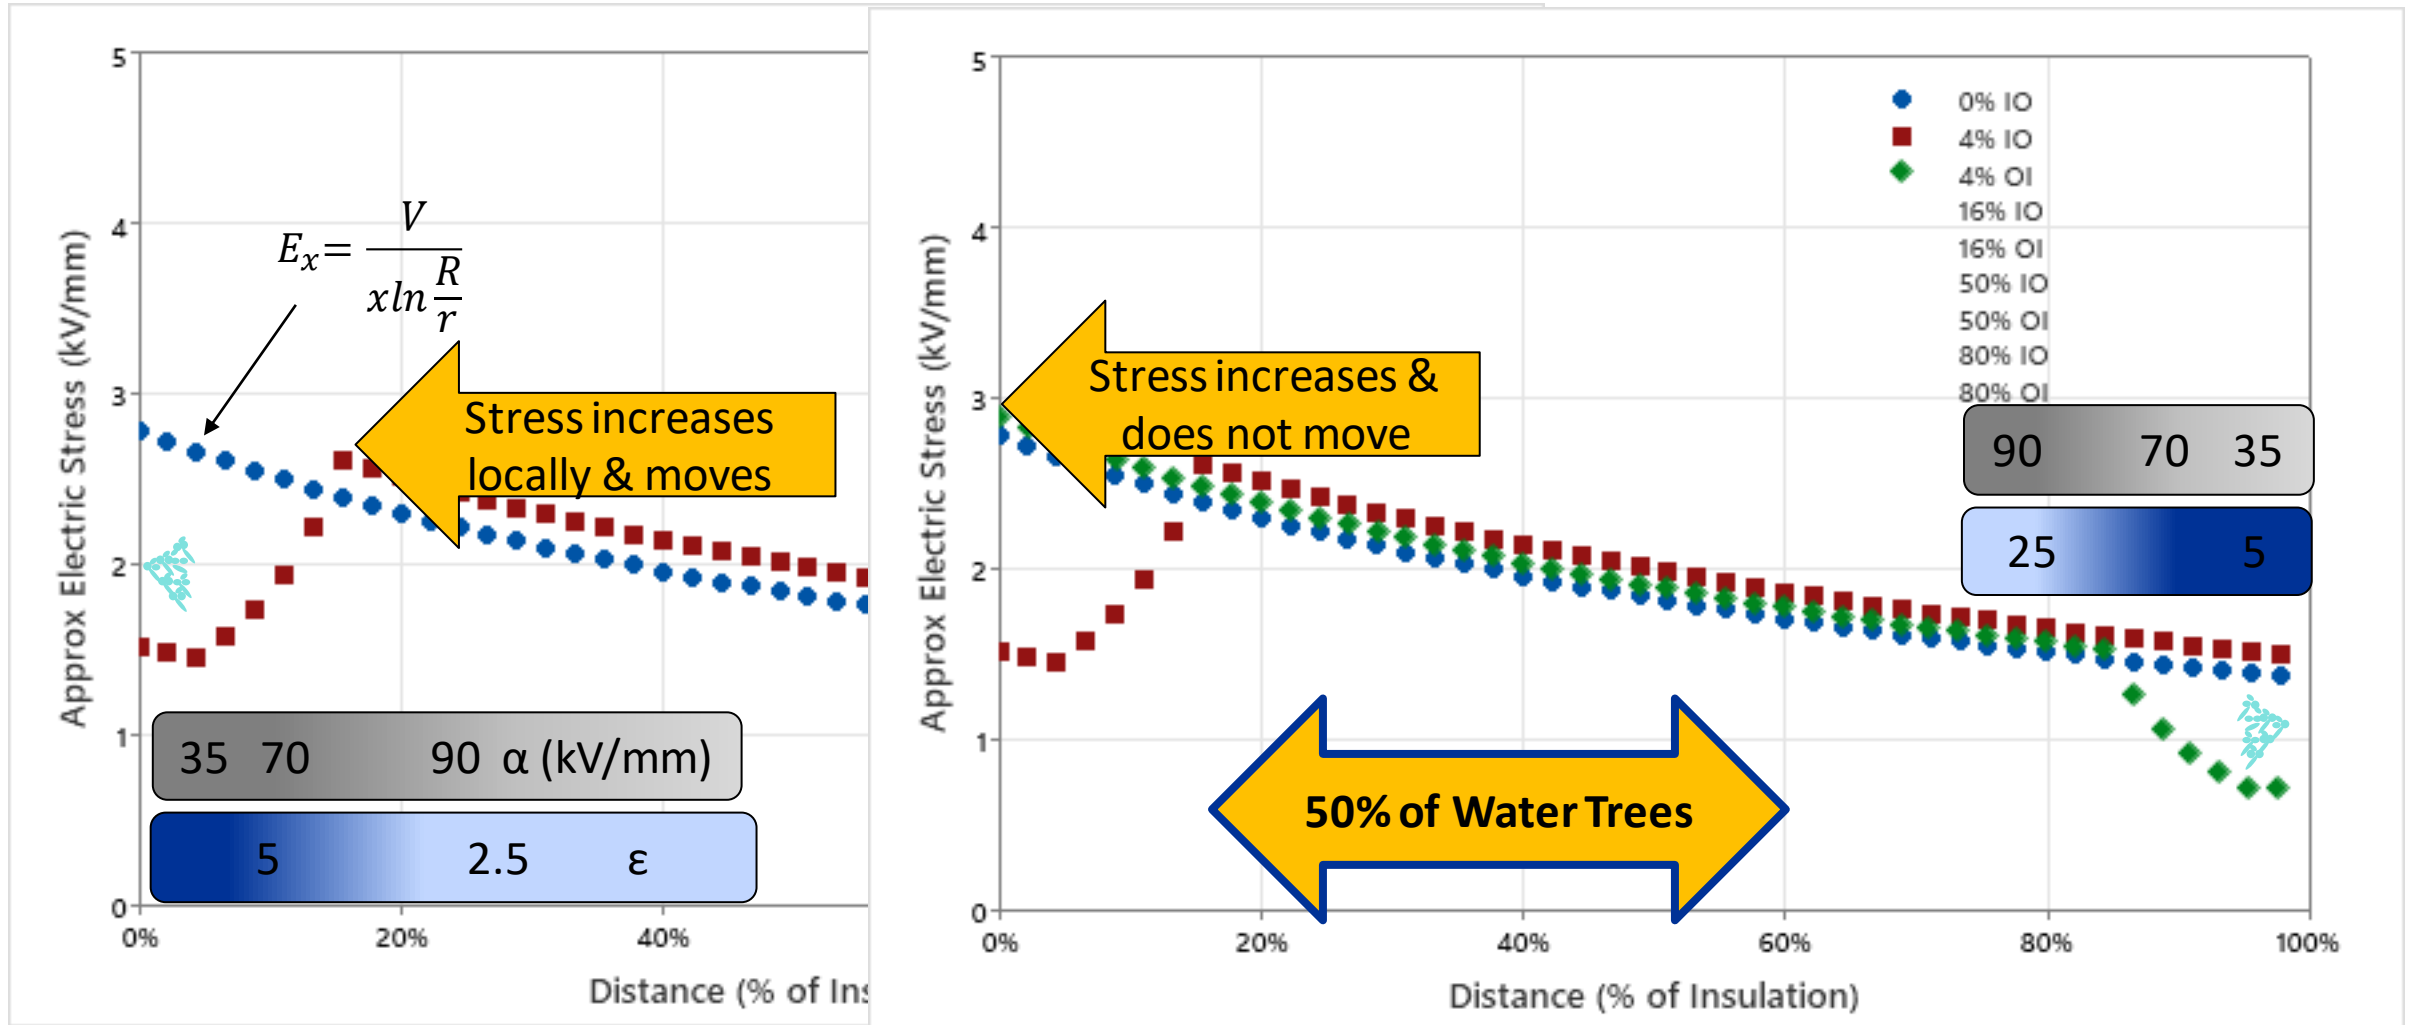 Approx Electric Stress (kV/mm)
5
4
3
2
1
0
0%
20%
40%
Distance (% of Ins
E_x= V
xln R
r
Stress increases
locally & moves
35 70 90 α (kV/mm)
5 2.5 ε
Approx Electric Stress (kV/mm)
5
4
3
2
1
0
0%
20%
40%
60%
80%
100%
Distance (% of Insulation)
0% IO
4% IO
4% OI
16% IO
16% OI
50% IO
50% OI
80% IO
80% OI
Stress increases &
does not move
90 70 35
25 5
50% of Water Trees